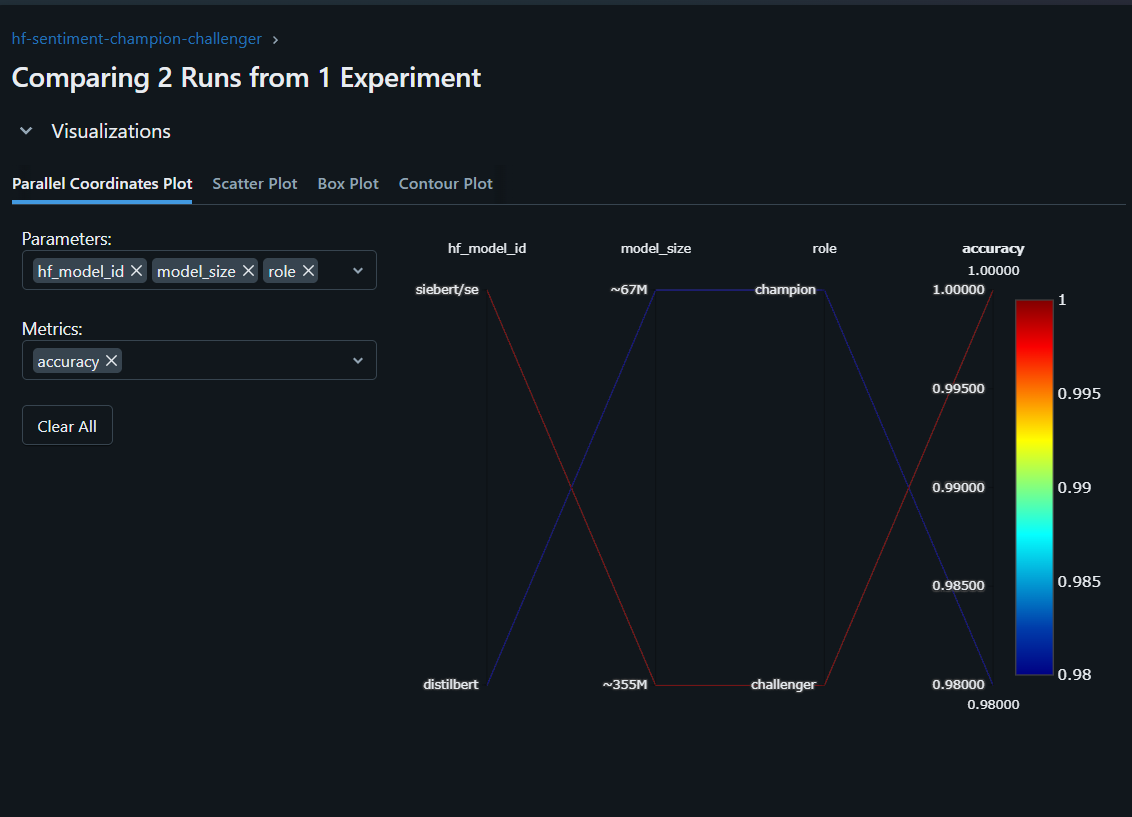 hf-sentiment-champion-challenger ›
Comparing 2 Runs from 1 Experiment
Visualizations
Parallel Coordinates Plot Scatter Plot Box Plot Contour Plot
Parameters:
hf_model_id × model_size × role ×
Metrics:
accuracy ×
Clear All
hf_model_id model_size role accuracy
1.00000
siebert/se ~67M champion 1.00000
0.99500
0.99000
0.98500
distilbert ~355M challenger 0.98000
0.98000
1
0.995
0.99
0.985
0.98